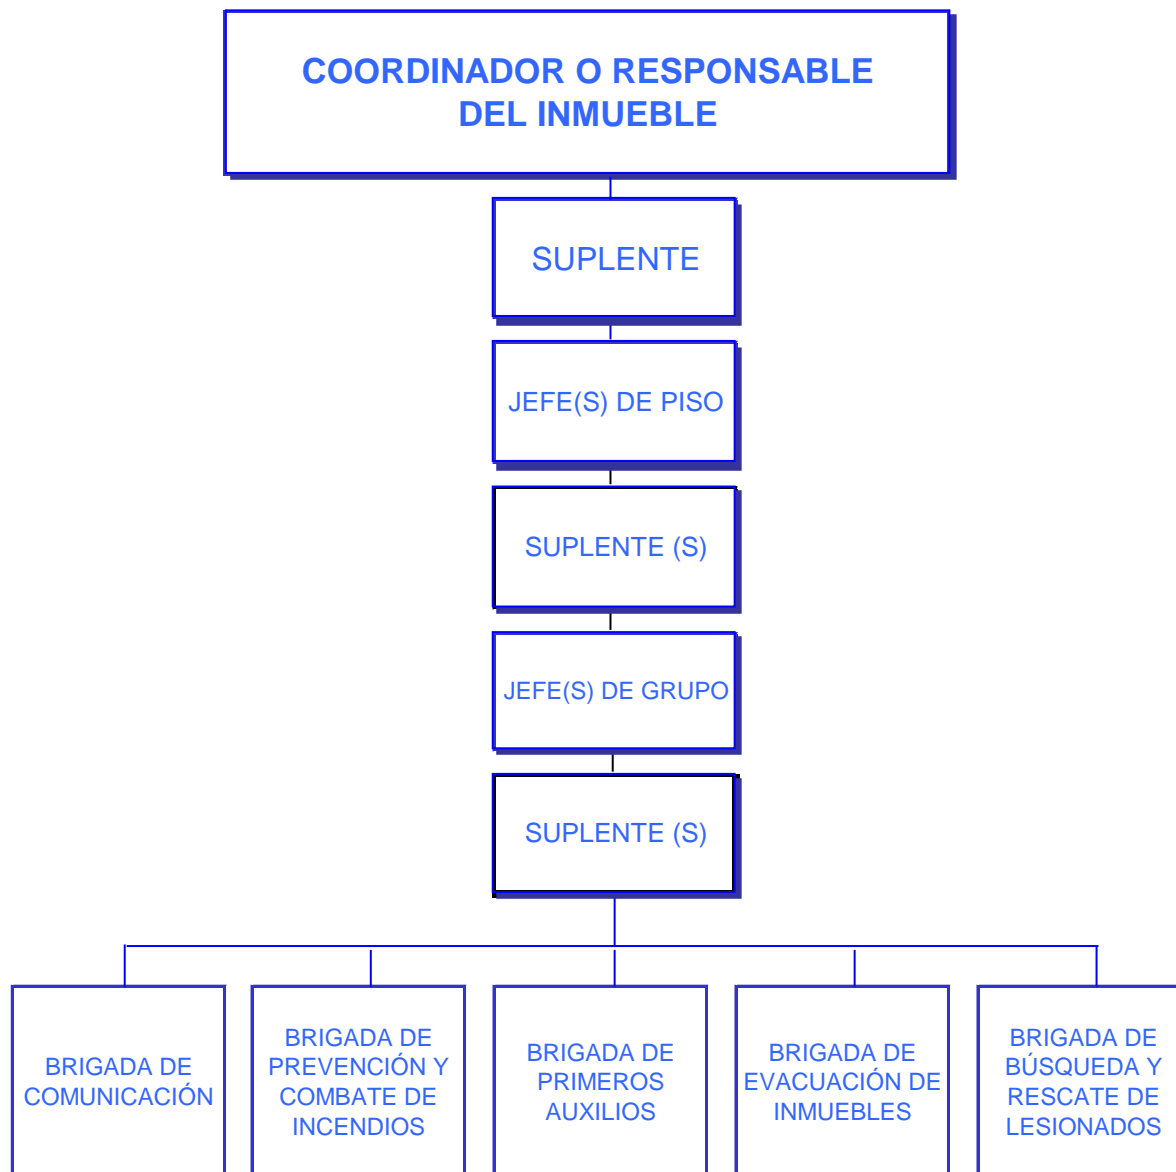 COORDINADOR O RESPONSABLE
DEL INMUEBLE
SUPLENTE
JEFE(S) DE PISO
SUPLENTE (S)
JEFE(S) DE GRUPO
SUPLENTE (S)
BRIGADA DE
COMUNICACIÓN
BRIGADA DE
PREVENCIÓN Y
COMBATE DE
INCENDIOS
BRIGADA DE
PRIMEROS
AUXILIOS
BRIGADA DE
EVACUACIÓN DE
INMUEBLES
BRIGADA DE
BÚSQUEDA Y
RESCATE DE
LESIONADOS